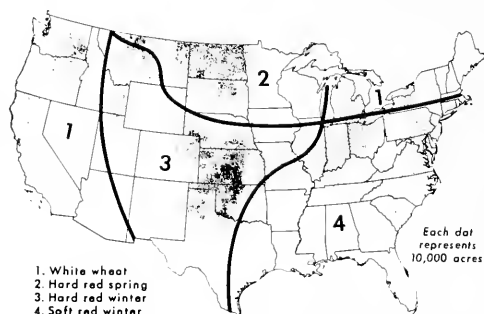 2
1
1
3
4
Each dot
represents
10,000 acres
1. White wheat
2. Hard red spring
3. Hard red winter
4. Soft red winter